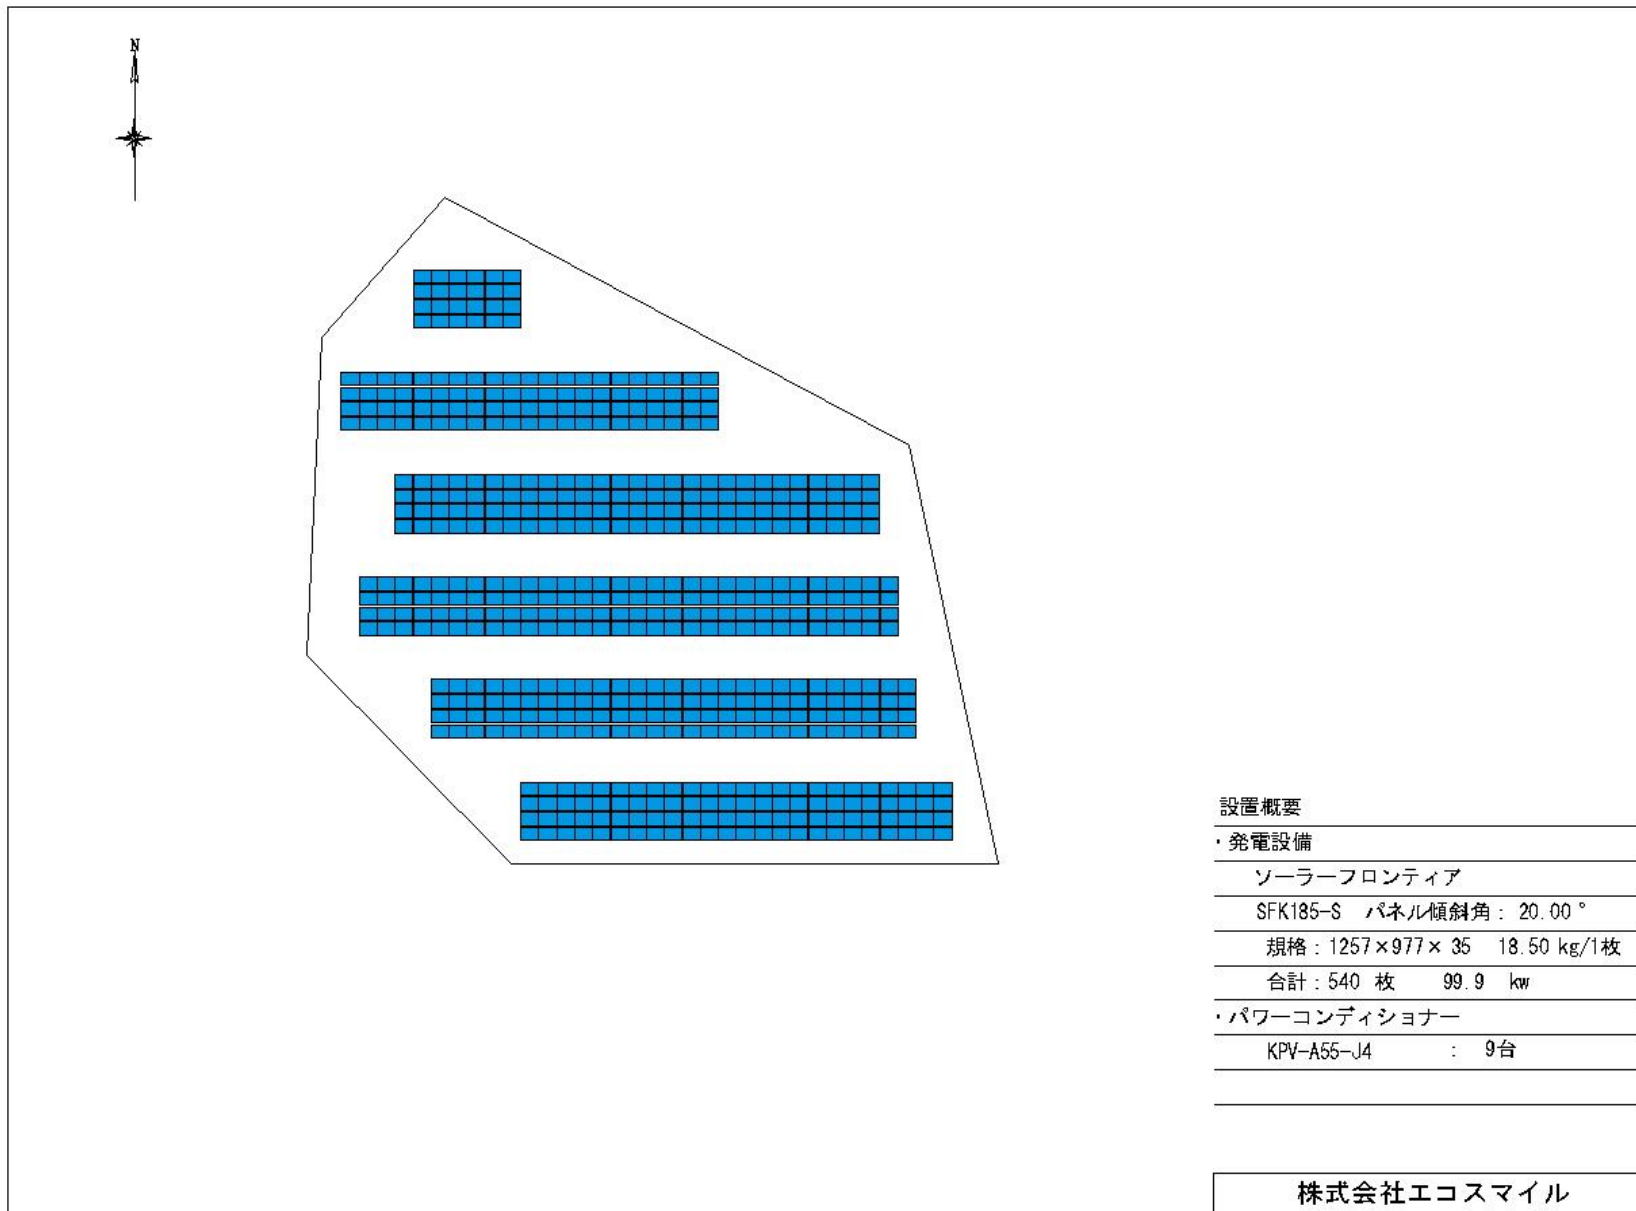 N
設置概要
・発電設備
ソーラーフロンティア
SFK185-S パネル傾斜角：20.00°
規格：1257×977×35 18.50 kg/1枚
合計：540 枚 99.9 kw
・パワーコンディショナー
KPV-A55-J4 ： 9台
株式会社エコスマイル